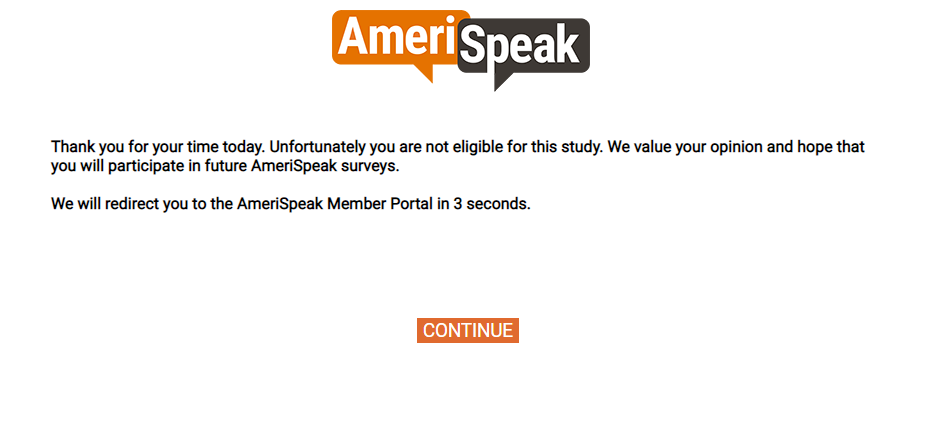 AmeriSpeak
Thank you for your time today. Unfortunately you are not eligible for this study. We value your opinion and hope that
you will participate in future AmeriSpeak surveys.
We will redirect you to the AmeriSpeak Member Portal in 3 seconds.
CONTINUE